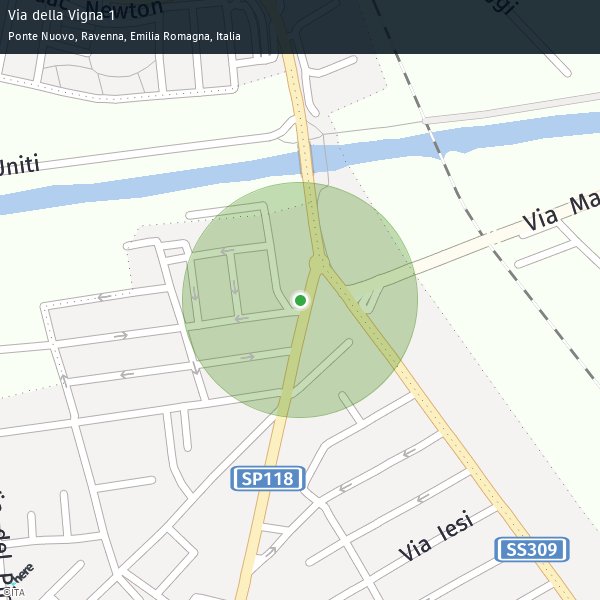 Via della Vigna 1
Ponte Nuovo, Ravenna, Emilia Romagna, Italia
Newton
Uniti
Via Ma
SP118
Via Iesi
SS309
here
©ITA